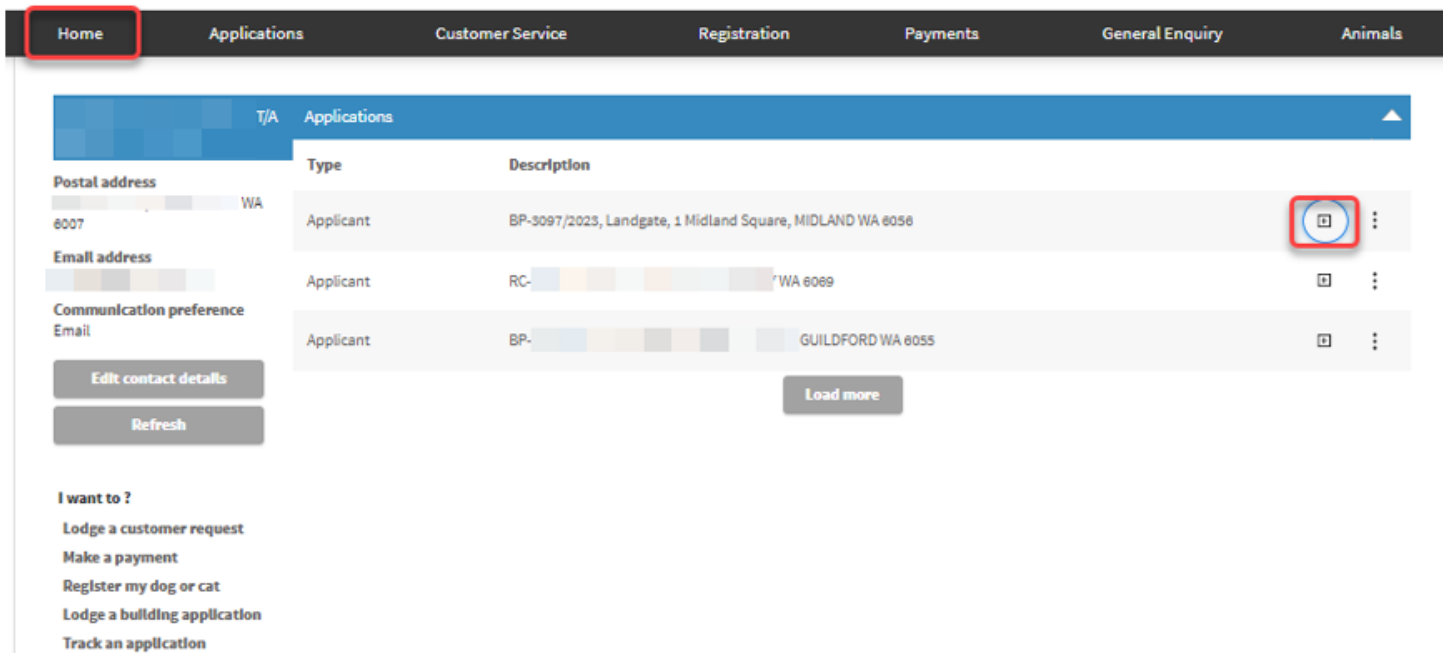 Home Applications Customer Service Registration Payments General Enquiry Animals
T/A
Applications
Type Description
Postal address
WA
6007
Email address
Communication preference
Email
Edit contact details
Refresh
Applicant BP-3097/2023, Landgate, 1 Midland Square, MIDLAND WA 6056
Applicant RC- WA 6069
Applicant BP- GUILDFORD WA 6055
Load more
I want to ?
Lodge a customer request
Make a payment
Register my dog or cat
Lodge a building application
Track an application